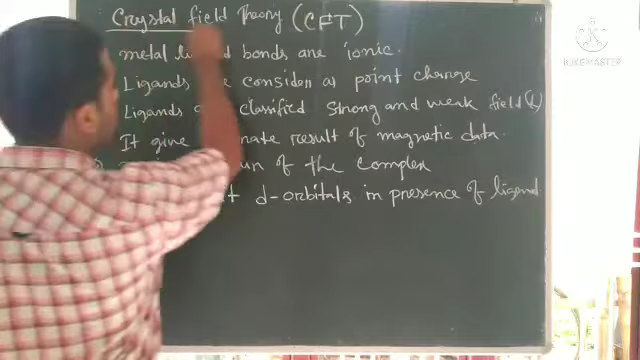 Crystal field Theory (CFT)
metal bonds are ionic.
Ligands consider as point charge
Ligands classified Strong and weak field (L)
It give result of magnetic data.
of the Complex
d-orbitals in presence of ligend
KINEMASTER